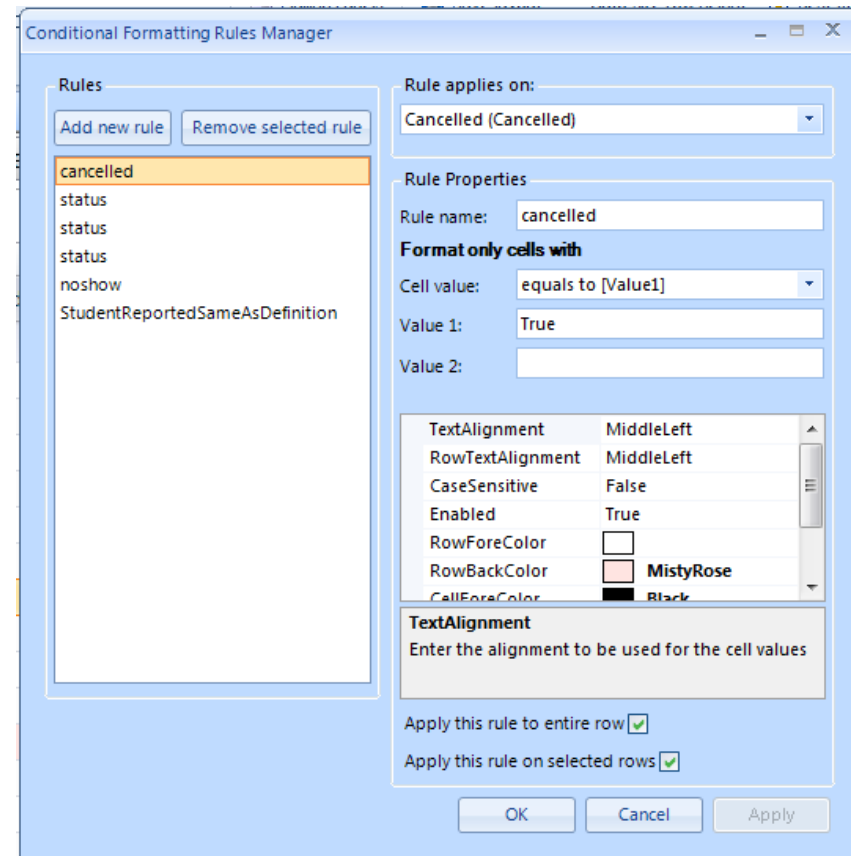 Conditional Formatting Rules Manager
Rules
Add new rule Remove selected rule
cancelled
status
status
status
noshow
StudentReportedSameAsDefinition
Rule applies on:
Cancelled (Cancelled)
Rule Properties
Rule name: cancelled
Format only cells with
Cell value: equals to [Value1]
Value 1: True
Value 2:
TextAlignment MiddleLeft
RowTextAlignment MiddleLeft
CaseSensitive False
Enabled True
RowForeColor
RowBackColor MistyRose
CellForeColor Black
TextAlignment
Enter the alignment to be used for the cell values
Apply this rule to entire row
Apply this rule on selected rows
OK Cancel Apply